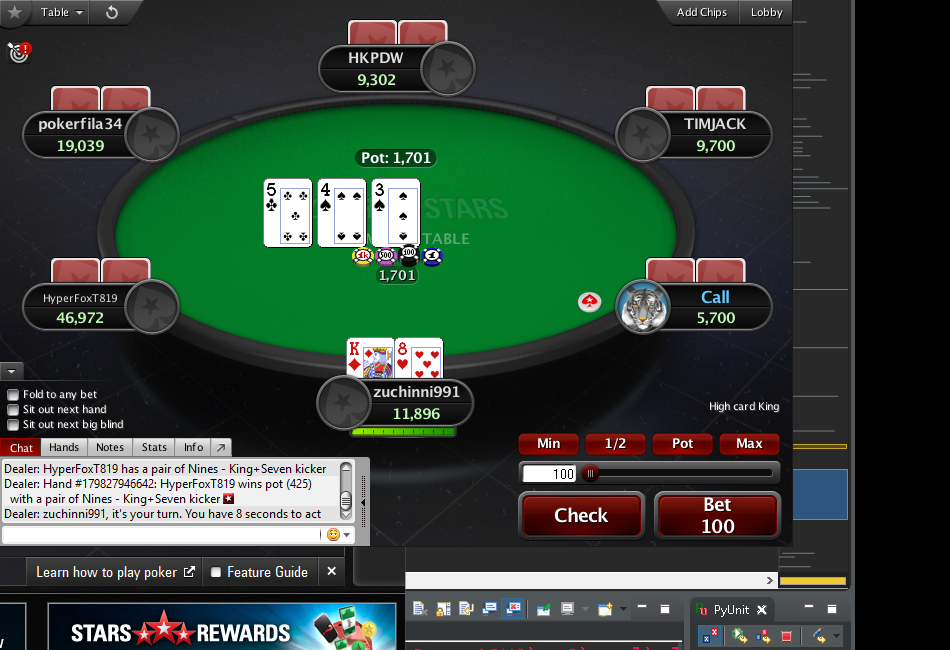 Table
Add Chips
Lobby
HKPDW
9,302
pokerfila34
19,039
TIMJACK
9,700
Pot: 1,701
5
4
3
STARS
TABLE
1,701
HyperFoxT819
46,972
Call
5,700
K
8
zuchinni991
11,896
Fold to any bet
Sit out next hand
Sit out next big blind
High card King
Chat
Hands
Notes
Stats
Info
Min
1/2
Pot
Max
Dealer: HyperFoxT819 has a pair of Nines - King+Seven kicker
Dealer: Hand #179827946642: HyperFoxT819 wins pot (425)
with a pair of Nines - King+Seven kicker
Dealer: zuchinni991, it's your turn. You have 8 seconds to act
100
Check
Bet
100
Learn how to play poker
Feature Guide
STARS REWARDS
PyUnit